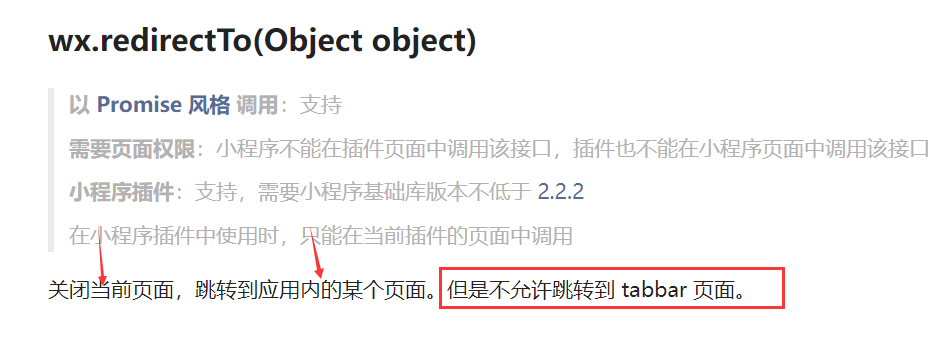 wx.redirectTo(Object object)
以 Promise 风格 调用：支持
需要页面权限：小程序不能在插件页面中调用该接口，插件也不能在小程序页面中调用该接口
小程序插件：支持，需要小程序基础库版本不低于 2.2.2
在小程序插件中使用时，只能在当前插件的页面中调用
关闭当前页面，跳转到应用内的某个页面。但是不允许跳转到 tabbar 页面。